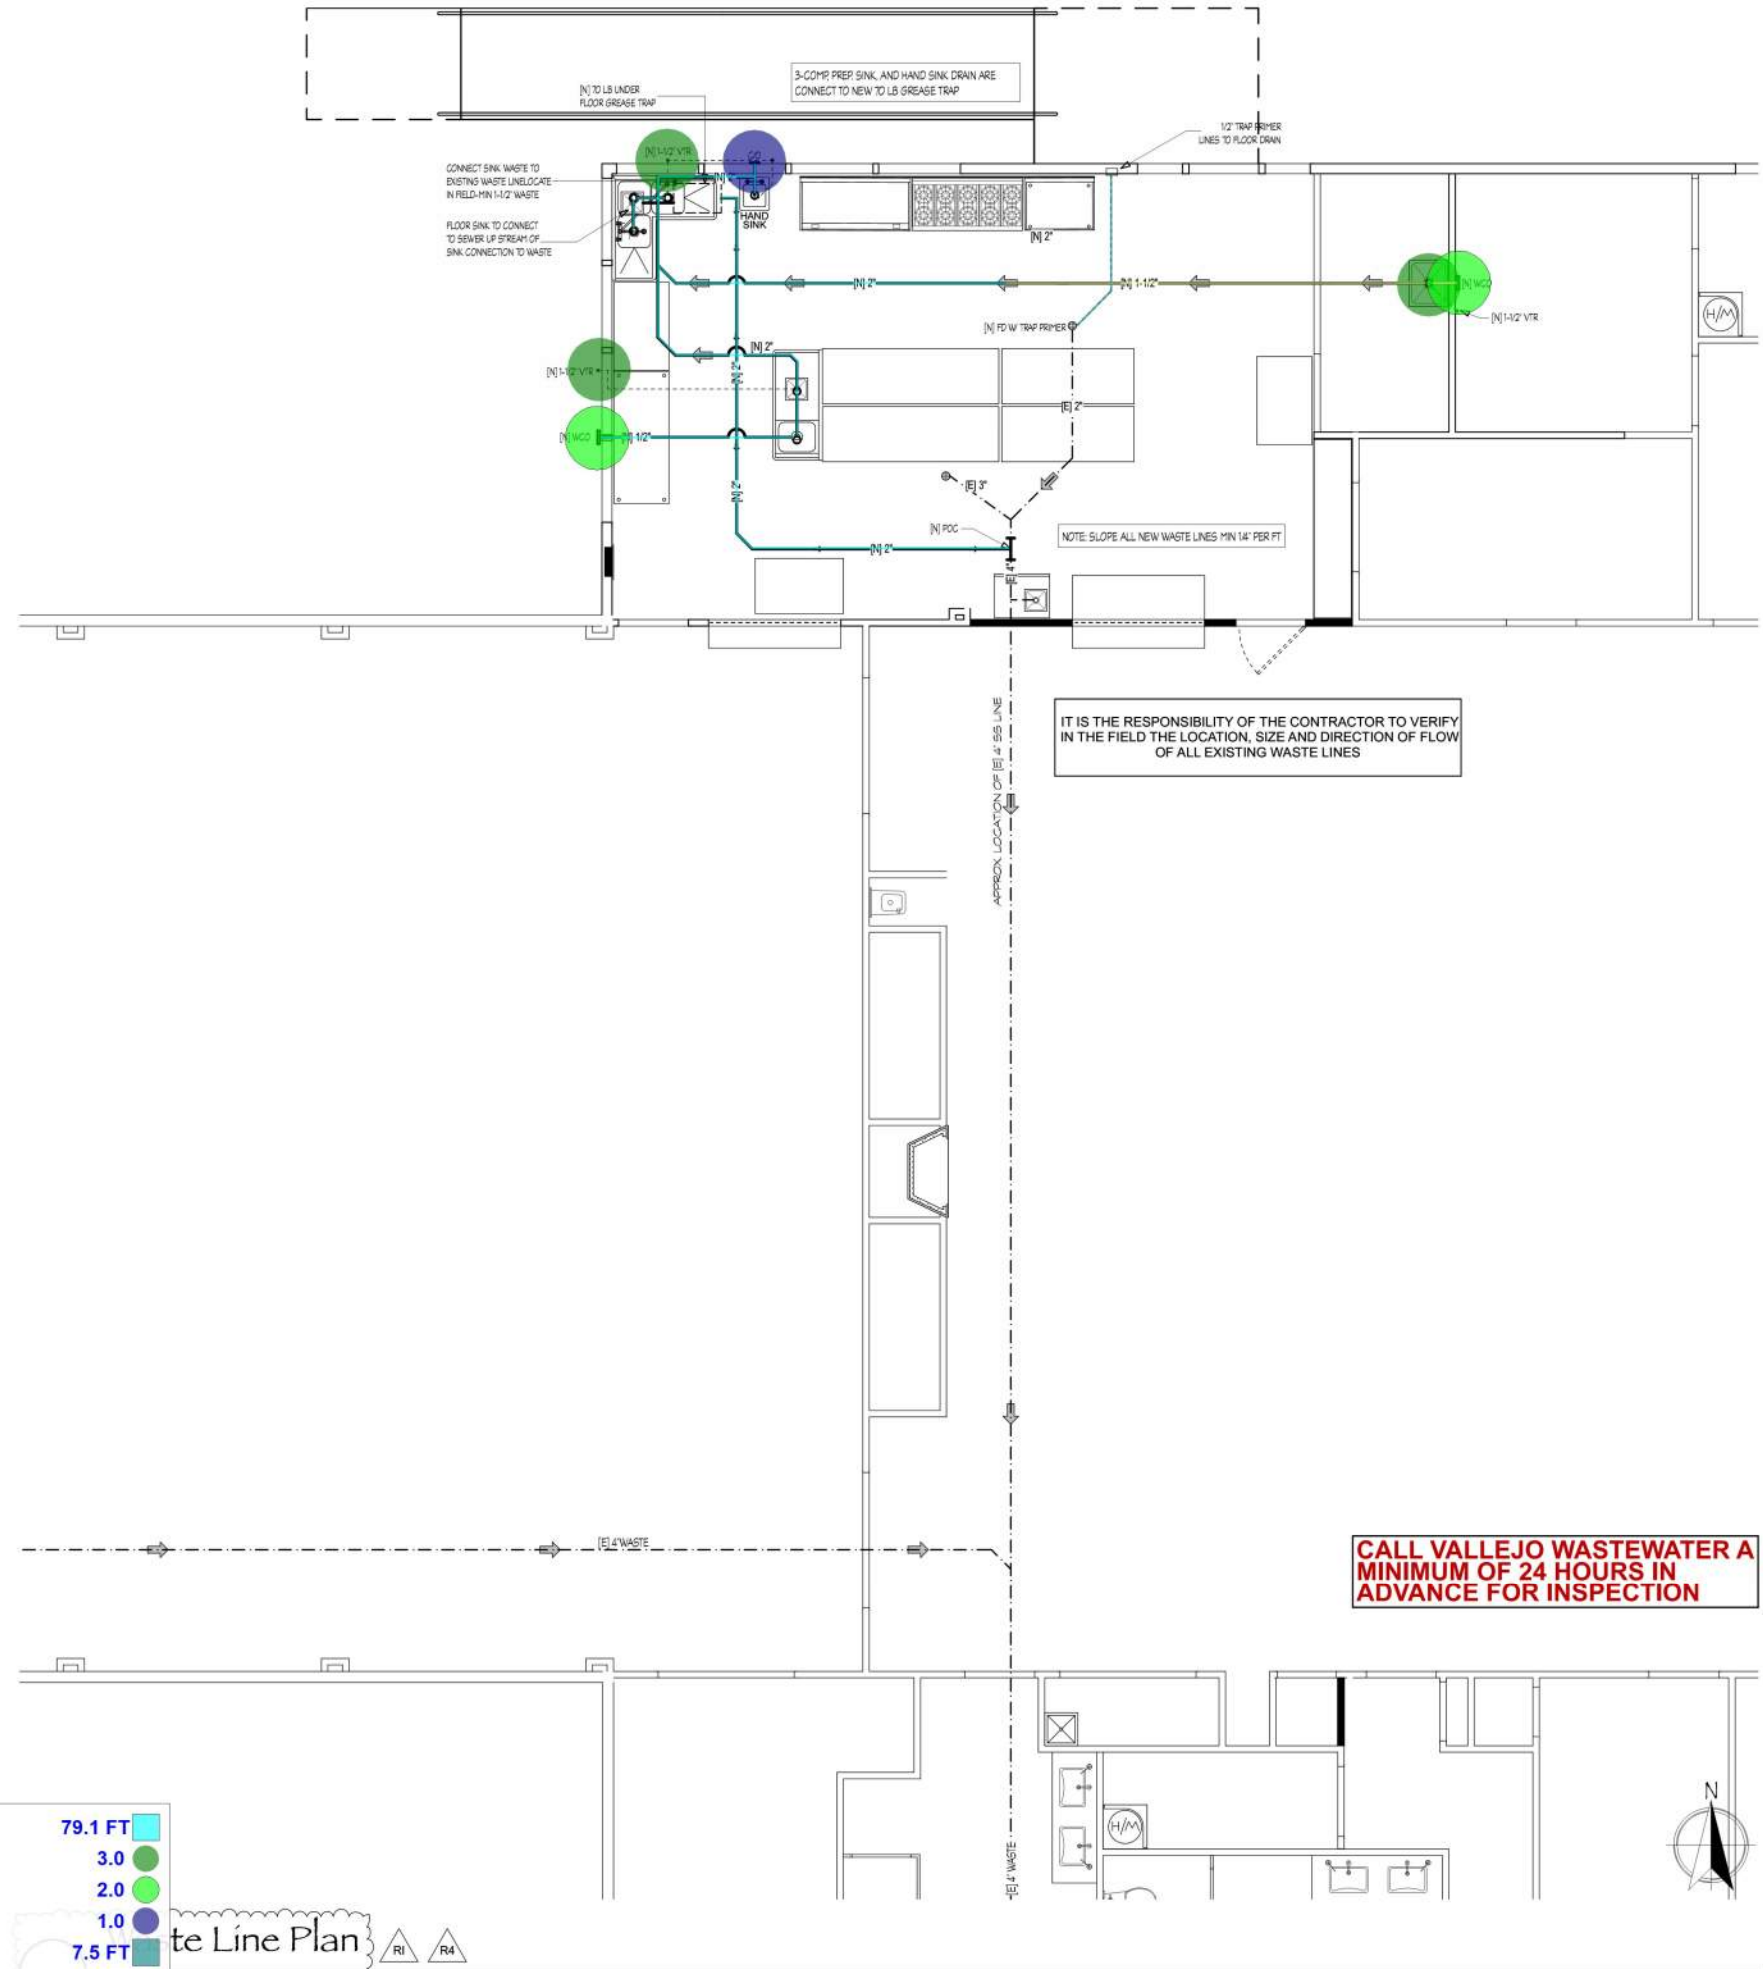 3-COMP, PREP. SINK, AND HAND SINK DRAIN ARE
CONNECT TO NEW 70 LB GREASE TRAP
[N] 70 LB UNDER
FLOOR GREASE TRAP
1/2" TRAP PRIMER
LINES TO FLOOR DRAIN
[N] 1-1/2" VTR
CONNECT SINK WASTE TO
EXISTING WASTE LINELOCATE
IN FIELD-MIN 1-1/2" WASTE
FLOOR SINK TO CONNECT
TO SEWER UP STREAM OF
SINK CONNECTION TO WASTE
HAND
SINK
[N] 2"
[N] 2"
[N] 1-1/2"
[N] WCO
[N] 1-1/2" VTR
H/M
[N] FD W/ TRAP PRIMER
[N] 2"
[N] 2"
[N] 1-1/2" VTR
[E] 2"
[N] WCO
1/2"
[N] 2"
[E] 3"
[N] POC
[N] 2"
NOTE: SLOPE ALL NEW WASTE LINES MIN 1/4" PER FT
[E] 4"
APPROX. LOCATION OF [E] 4" SS LINE
IT IS THE RESPONSIBILITY OF THE CONTRACTOR TO VERIFY
IN THE FIELD THE LOCATION, SIZE AND DIRECTION OF FLOW
OF ALL EXISTING WASTE LINES
[E] 4" WASTE
CALL VALLEJO WASTEWATER A
MINIMUM OF 24 HOURS IN
ADVANCE FOR INSPECTION
H/M
[E] 4" WASTE
N
79.1 FT
3.0
2.0
1.0
7.5 FT
te Line Plan
R1
R4